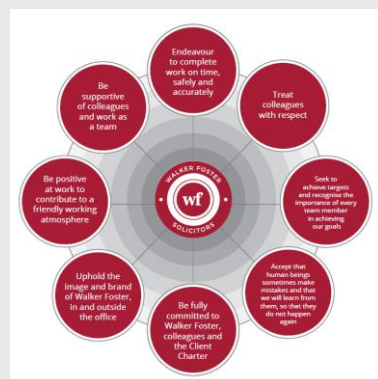 Endeavour
to complete
work on time,
safely and
accurately
Treat
colleagues
with respect
Seek to
achieve targets
and recognise the
importance of every
team member
in achieving
our goals
Accept that
human beings
sometimes make
mistakes and that
we will learn from
them, so that they
do not happen
again
Be fully
committed to
Walker Foster,
colleagues and
the Client
Charter
Uphold the
image and brand
of Walker Foster,
in and outside
the office
Be positive
at work to
contribute to a
friendly working
atmosphere
Be
supportive
of colleagues
and work as
a team
WALKER FOSTER
wf
SOLICITORS